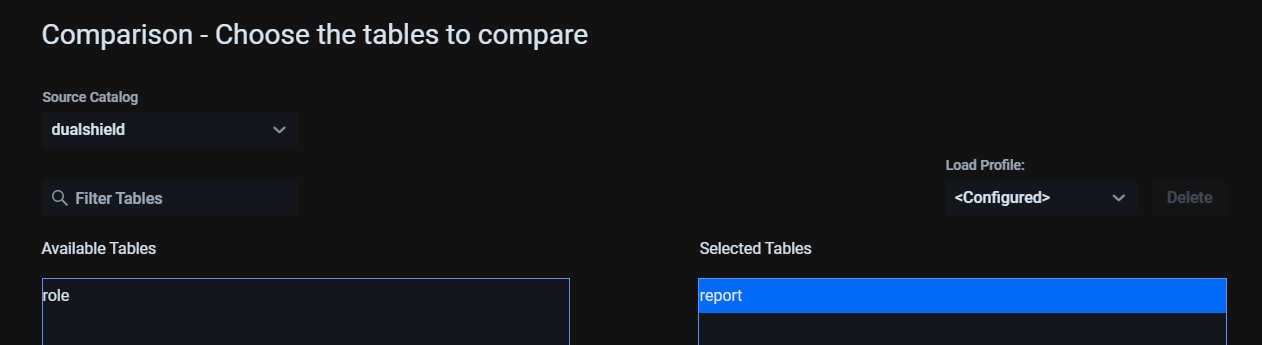 Comparison - Choose the tables to compare
Source Catalog
dualshield
Load Profile:
Filter Tables
<Configured>
Delete
Available Tables
Selected Tables
role
report